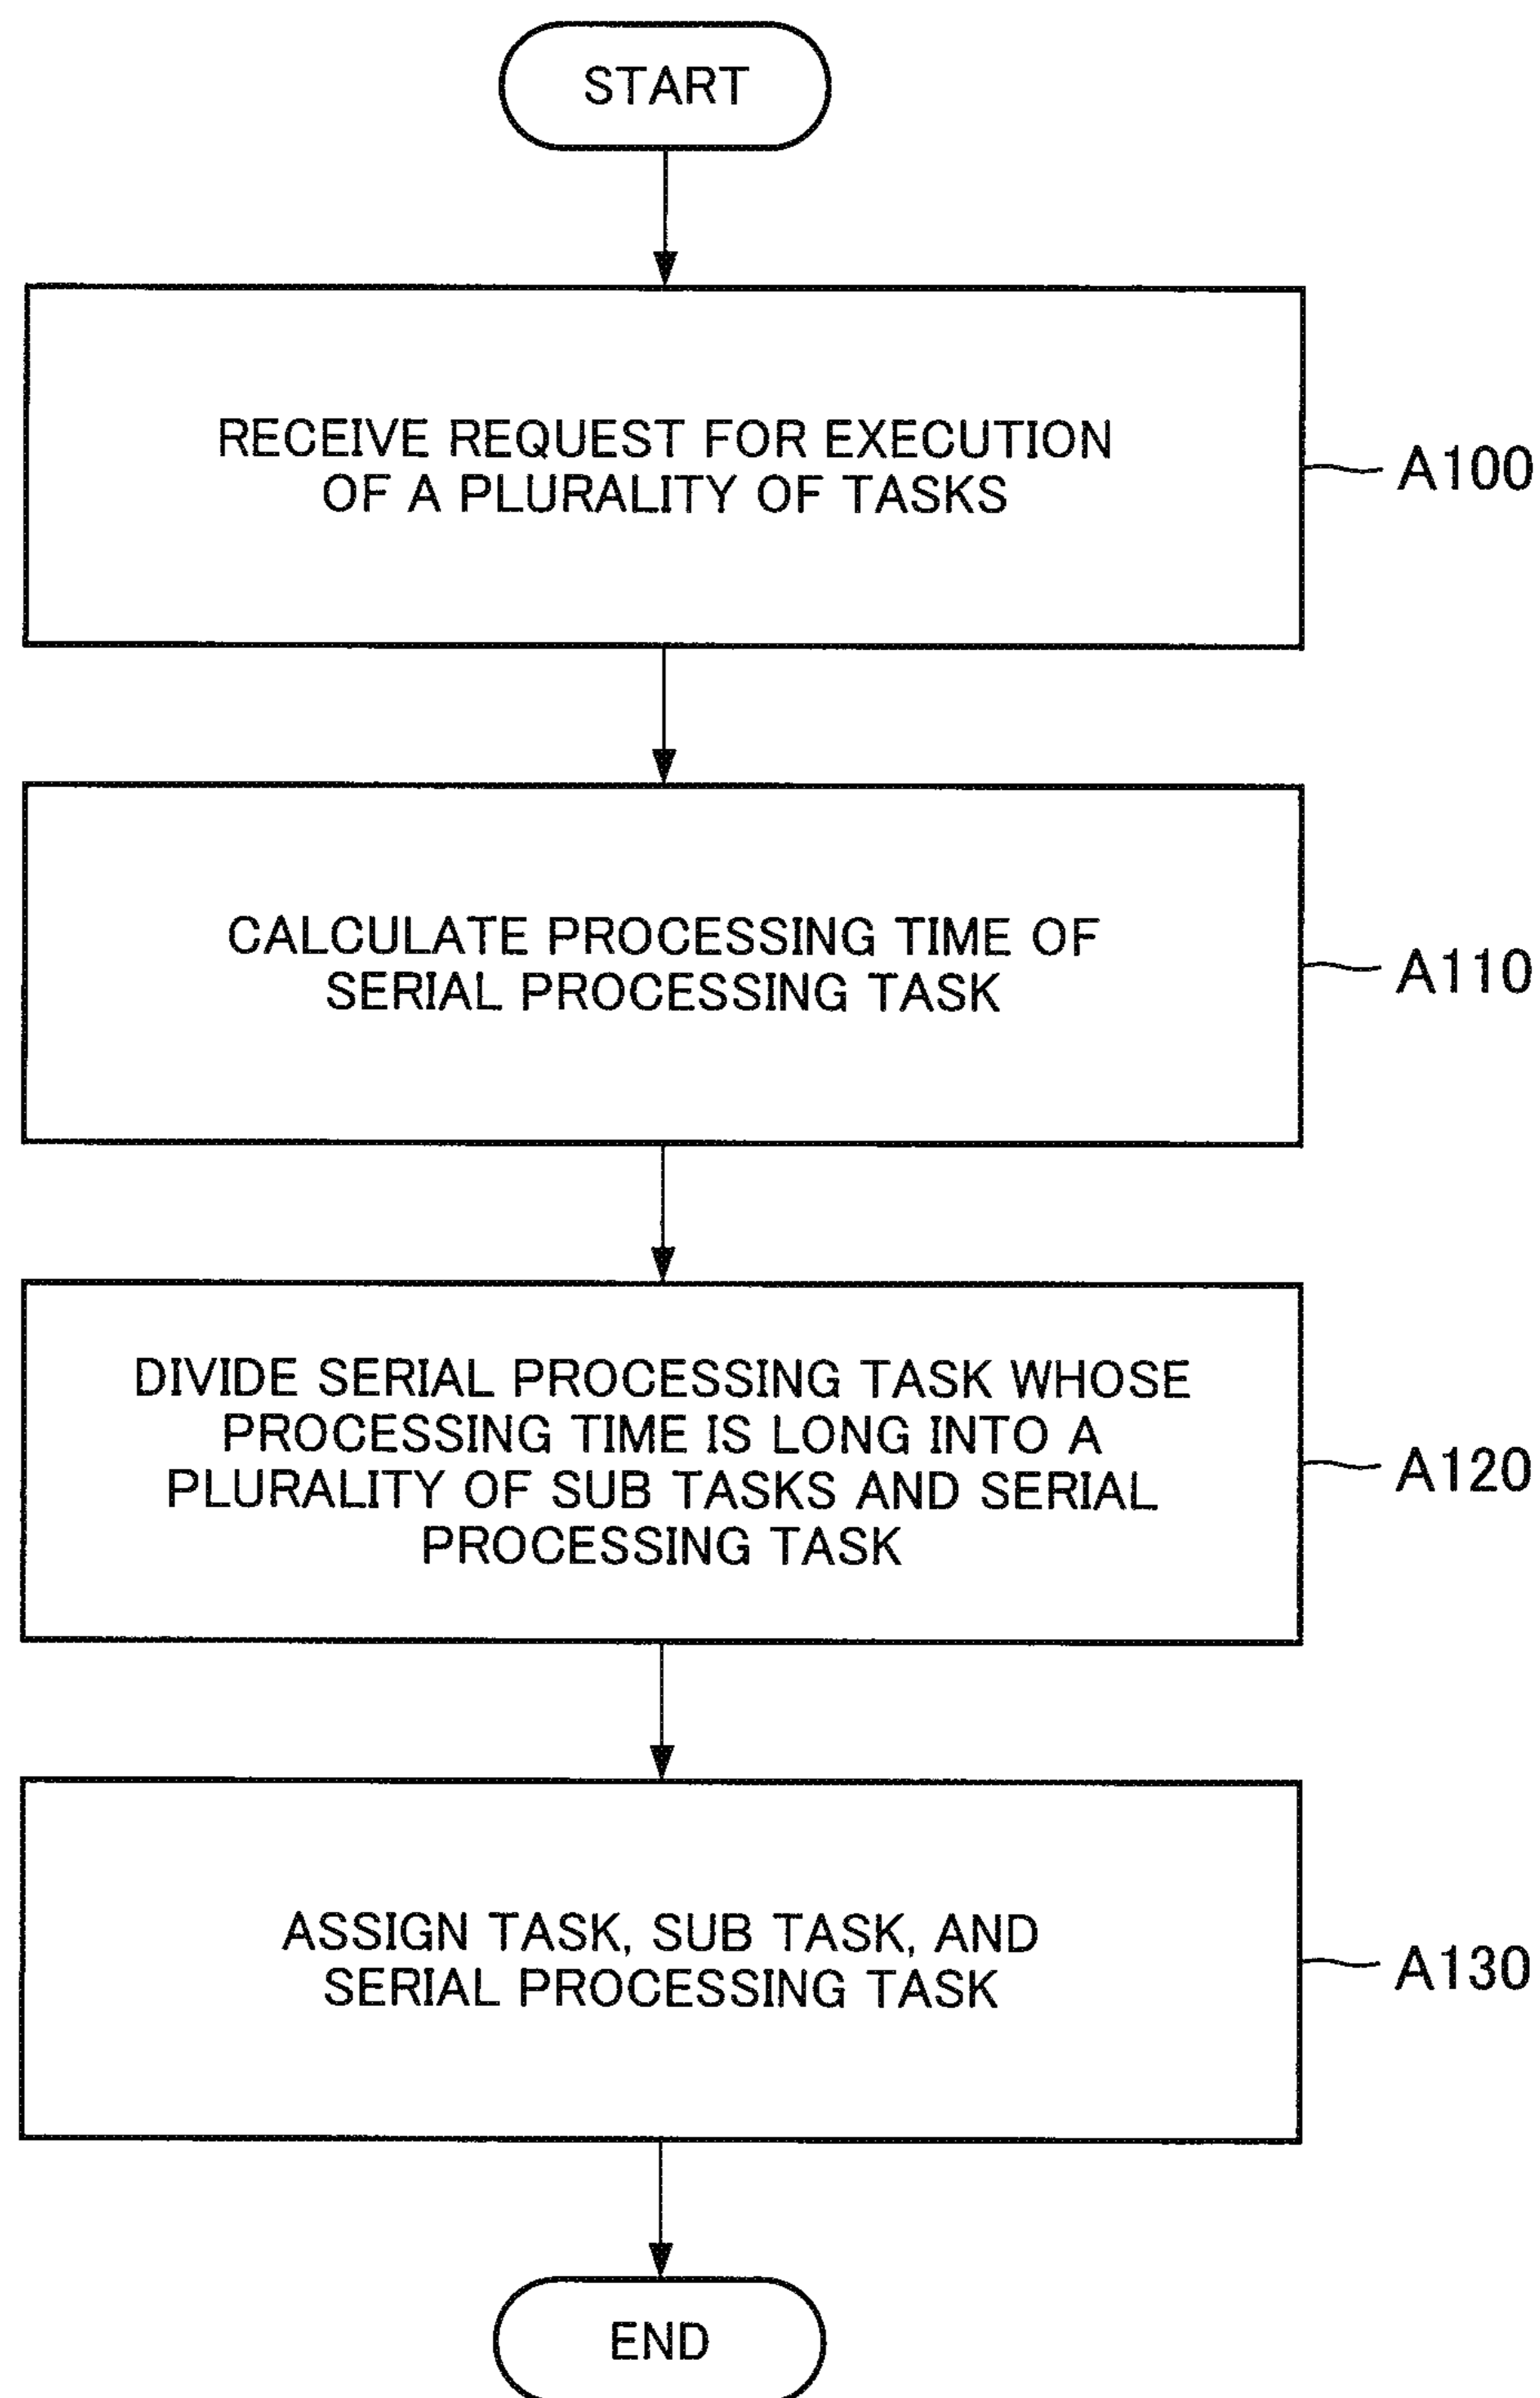 START
RECEIVE REQUEST FOR EXECUTION
OF A PLURALITY OF TASKS
A100
CALCULATE PROCESSING TIME OF
SERIAL PROCESSING TASK
A110
DIVIDE SERIAL PROCESSING TASK WHOSE
PROCESSING TIME IS LONG INTO A
PLURALITY OF SUB TASKS AND SERIAL
PROCESSING TASK
A120
ASSIGN TASK, SUB TASK, AND
SERIAL PROCESSING TASK
A130
END